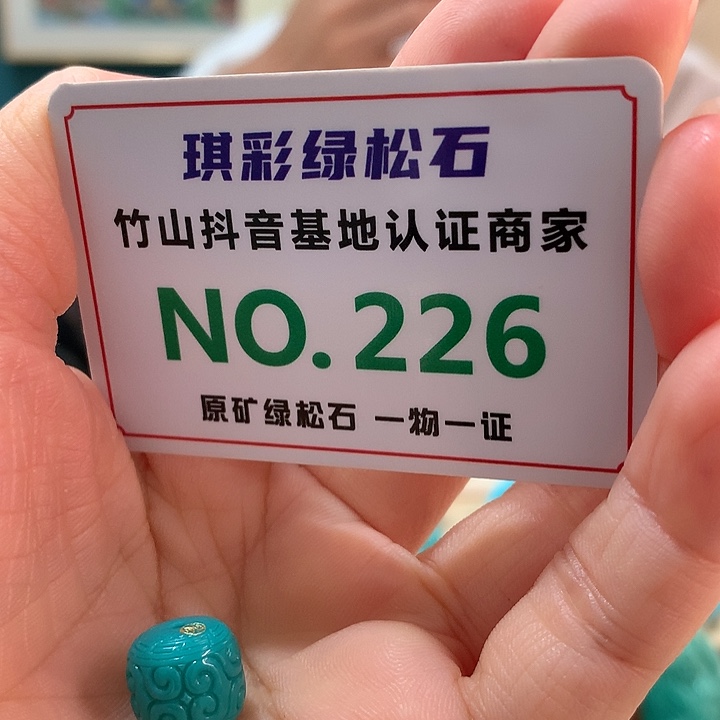 琪彩绿松石
竹山抖音基地认证商家
NO.226
原矿绿松石 一物一证